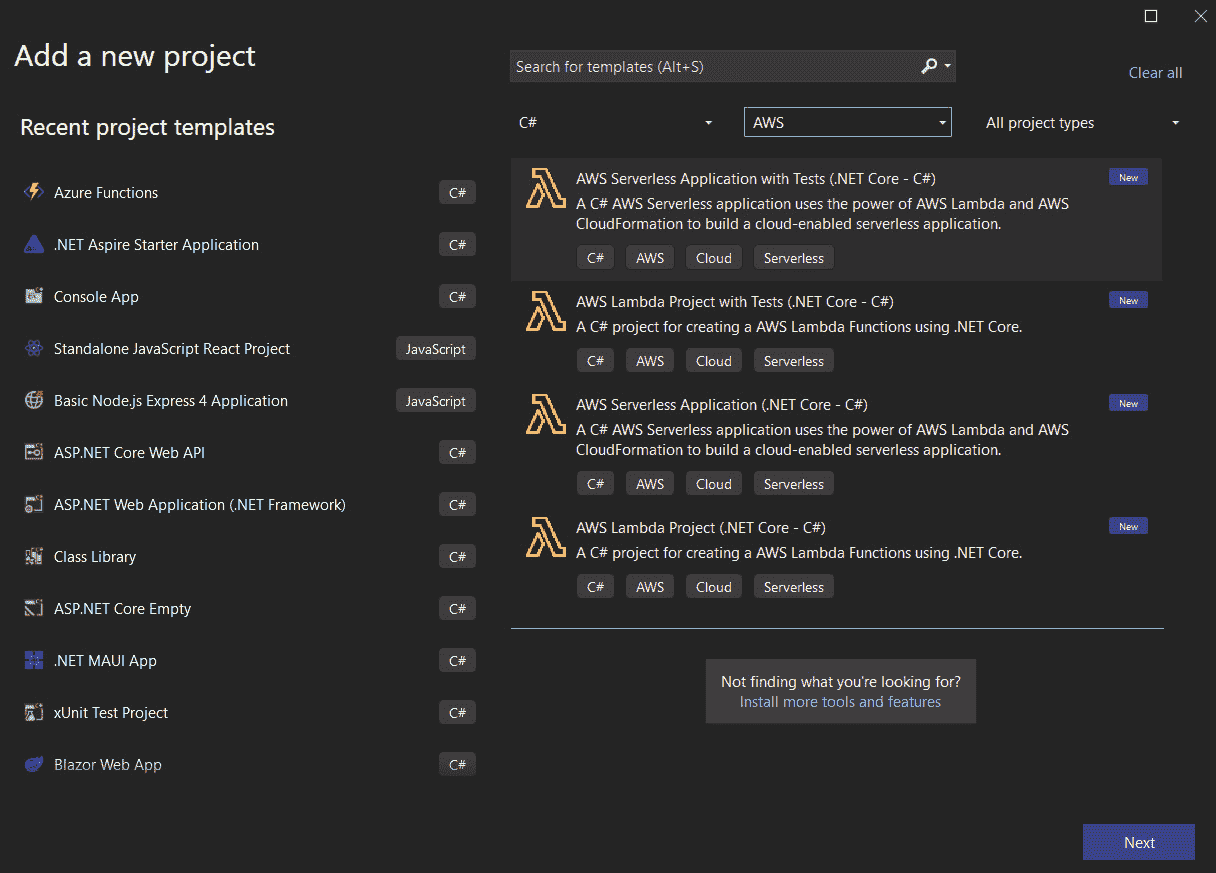 Add a new project
Search for templates (Alt+S)
Clear all
Recent project templates
C#
AWS
All project types
Azure Functions C#
.NET Aspire Starter Application C#
Console App C#
Standalone JavaScript React Project JavaScript
Basic Node.js Express 4 Application JavaScript
ASP.NET Core Web API C#
ASP.NET Web Application (.NET Framework) C#
Class Library C#
ASP.NET Core Empty C#
.NET MAUI App C#
xUnit Test Project C#
Blazor Web App C#
AWS Serverless Application with Tests (.NET Core - C#) New
A C# AWS Serverless application uses the power of AWS Lambda and AWS
CloudFormation to build a cloud-enabled serverless application.
C# AWS Cloud Serverless
AWS Lambda Project with Tests (.NET Core - C#) New
A C# project for creating a AWS Lambda Functions using .NET Core.
C# AWS Cloud Serverless
AWS Serverless Application (.NET Core - C#) New
A C# AWS Serverless application uses the power of AWS Lambda and AWS
CloudFormation to build a cloud-enabled serverless application.
C# AWS Cloud Serverless
AWS Lambda Project (.NET Core - C#) New
A C# project for creating a AWS Lambda Functions using .NET Core.
C# AWS Cloud Serverless
Not finding what you're looking for?
Install more tools and features
Next